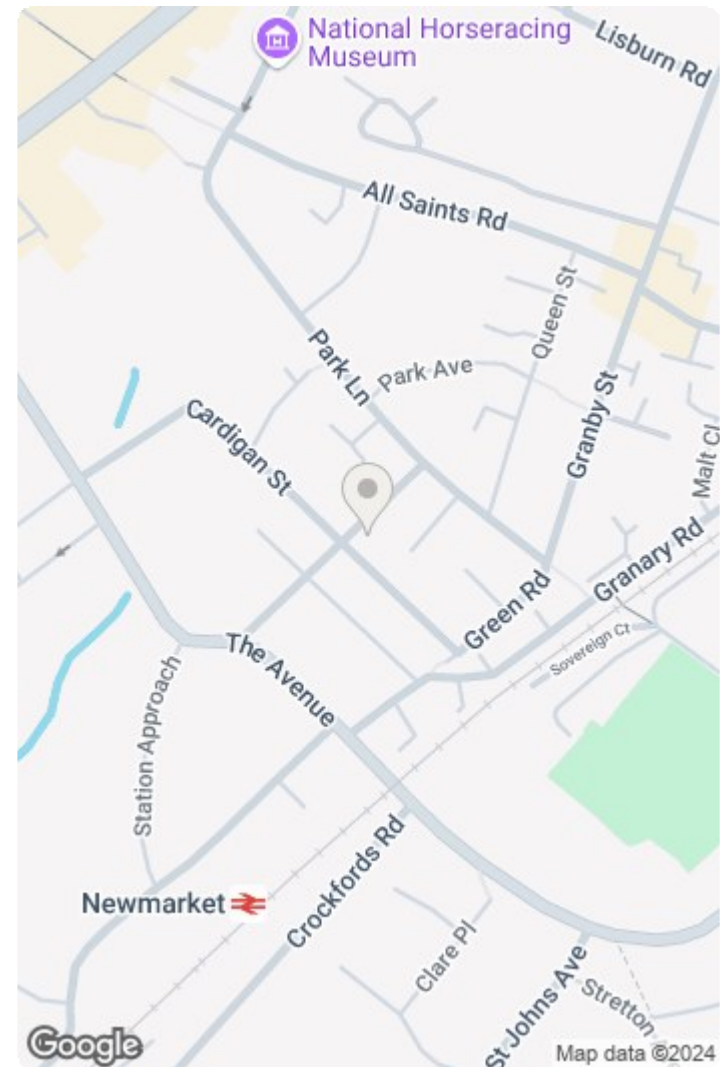 National Horseracing
Museum
Lisburn Rd
All Saints Rd
Queen St
Park Ln
Park Ave
Granby St
Malt Cl
Cardigan St
Granary Rd
Green Rd
Sovereign Ct
The Avenue
Station Approach
Crockfords Rd
Newmarket
Clare Pl
St Johns Ave
Stretton
Google
Map data ©2024